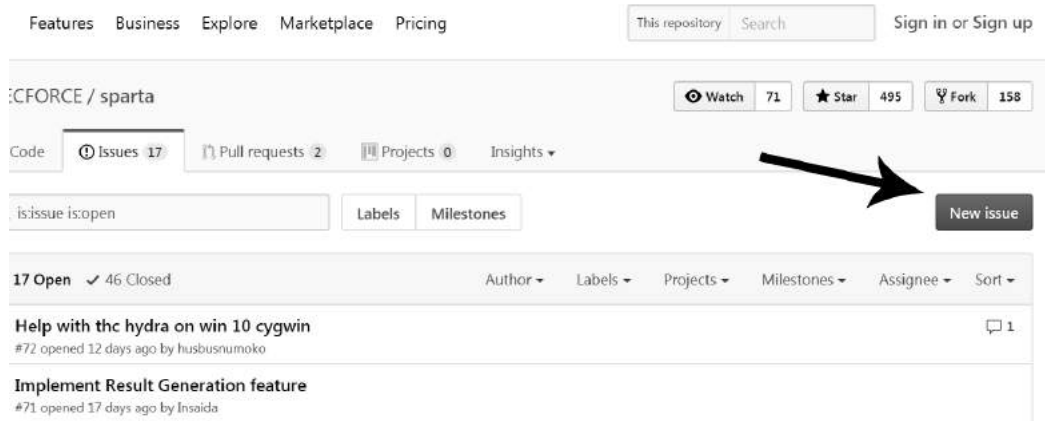 Features Business Explore Marketplace Pricing This repository Search Sign in or Sign up
ECFORCE / sparta Watch 71 Star 495 Fork 158
Code Issues 17 Pull requests 2 Projects 0 Insights
is:issue is:open Labels Milestones New issue
17 Open ✓ 46 Closed Author Labels Projects Milestones Assignee Sort
Help with thc hydra on win 10 cygwin 1
#72 opened 12 days ago by husbusnumoko
Implement Result Generation feature
#71 opened 17 days ago by Insaida